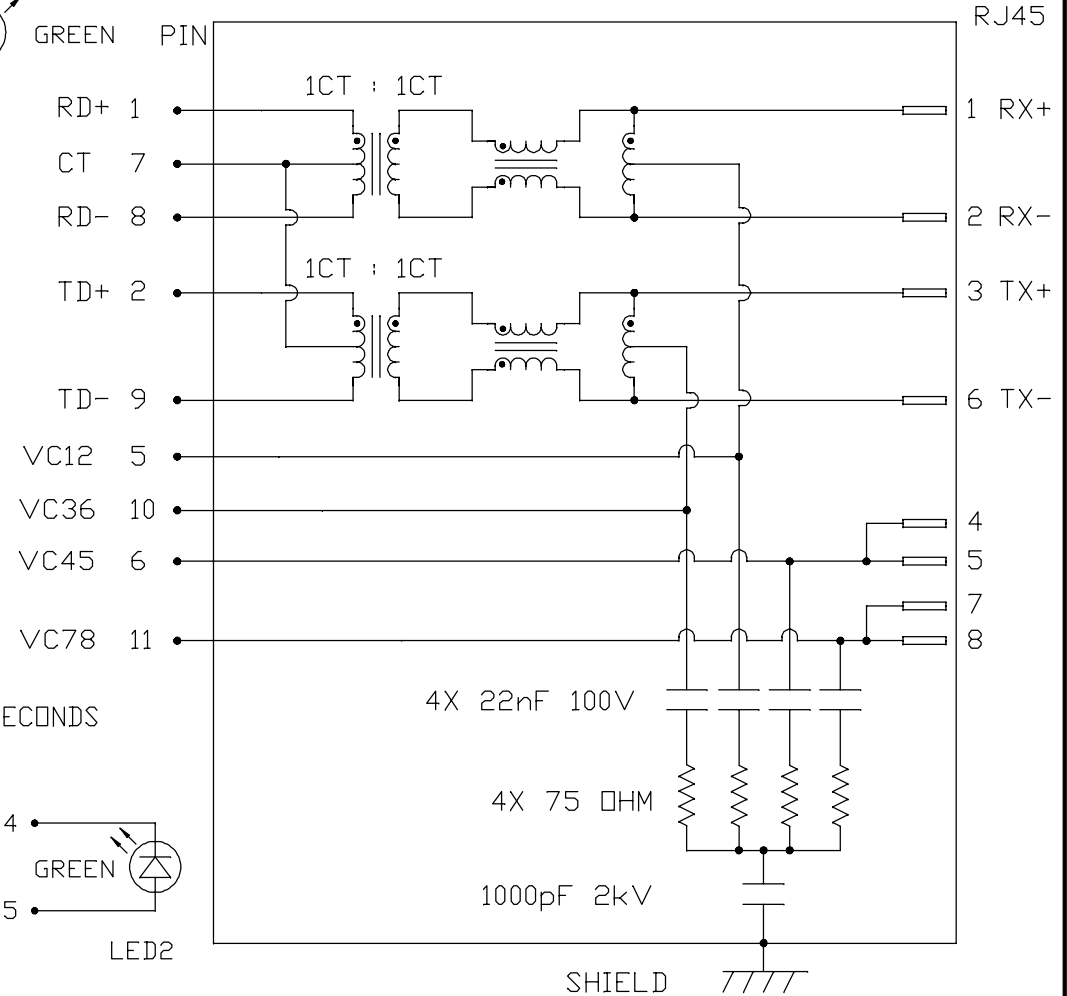 RJ45
GREEN PIN
1CT : 1CT
RD+ 1 1 RX+
CT 7
RD- 8 2 RX-
1CT : 1CT
TD+ 2 3 TX+
TD- 9 6 TX-
VC12 5
VC36 10
4
VC45 6 5
7
VC78 11 8
4X 22nF 100V
ECONDS
4X 75 OHM
4
GREEN
1000pF 2kV
5
LED2
SHIELD